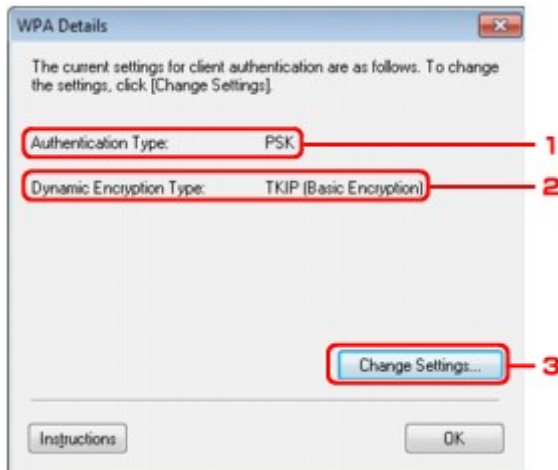 WPA Details
The current settings for client authentication are as follows. To change
the settings, click [Change Settings].
Authentication Type: PSK
1
Dynamic Encryption Type: TKIP (Basic Encryption)
2
Change Settings...
3
Instructions
OK